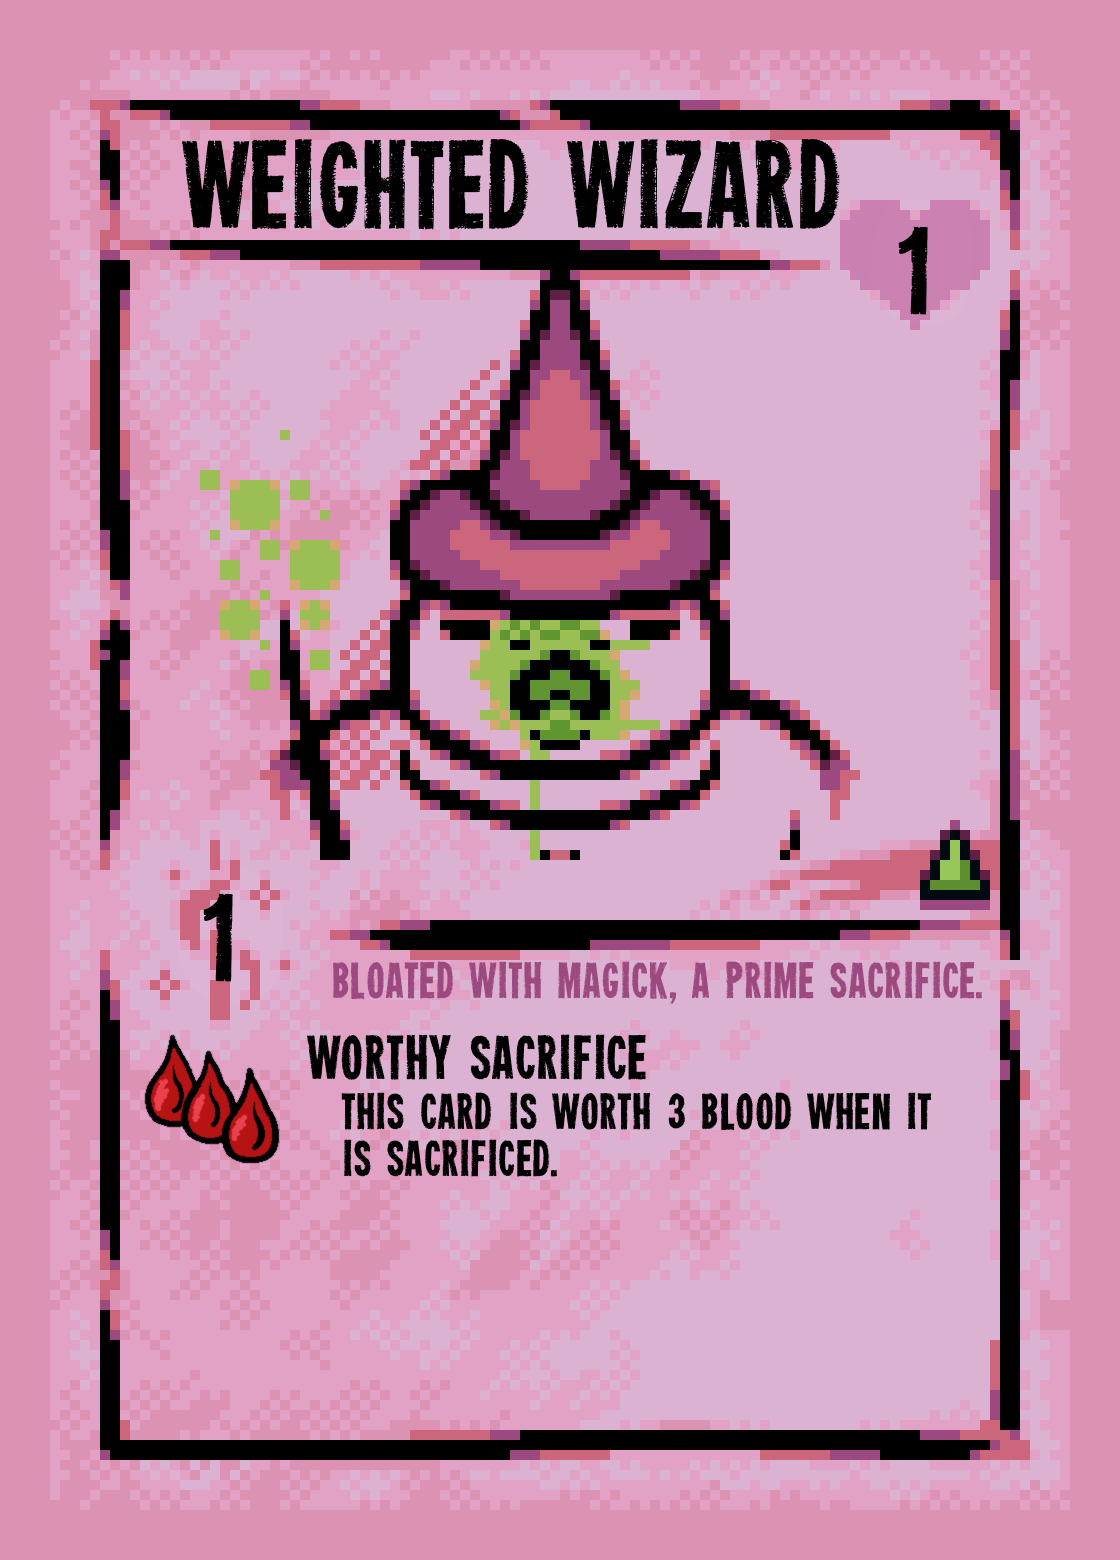 WEIGHTED WIZARD
1
1
BLOATED WITH MAGICK, A PRIME SACRIFICE.
WORTHY SACRIFICE
THIS CARD IS WORTH 3 BLOOD WHEN IT
IS SACRIFICED.